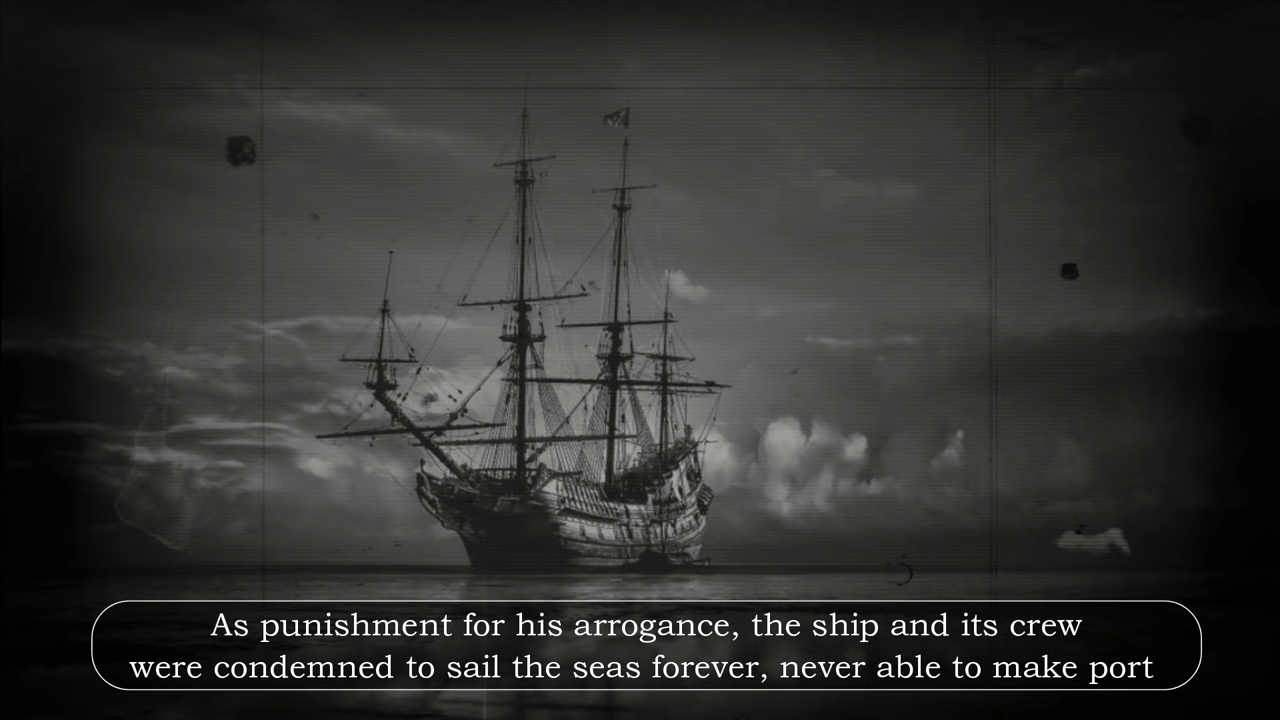 As punishment for his arrogance, the ship and its crew
were condemned to sail the seas forever, never able to make port